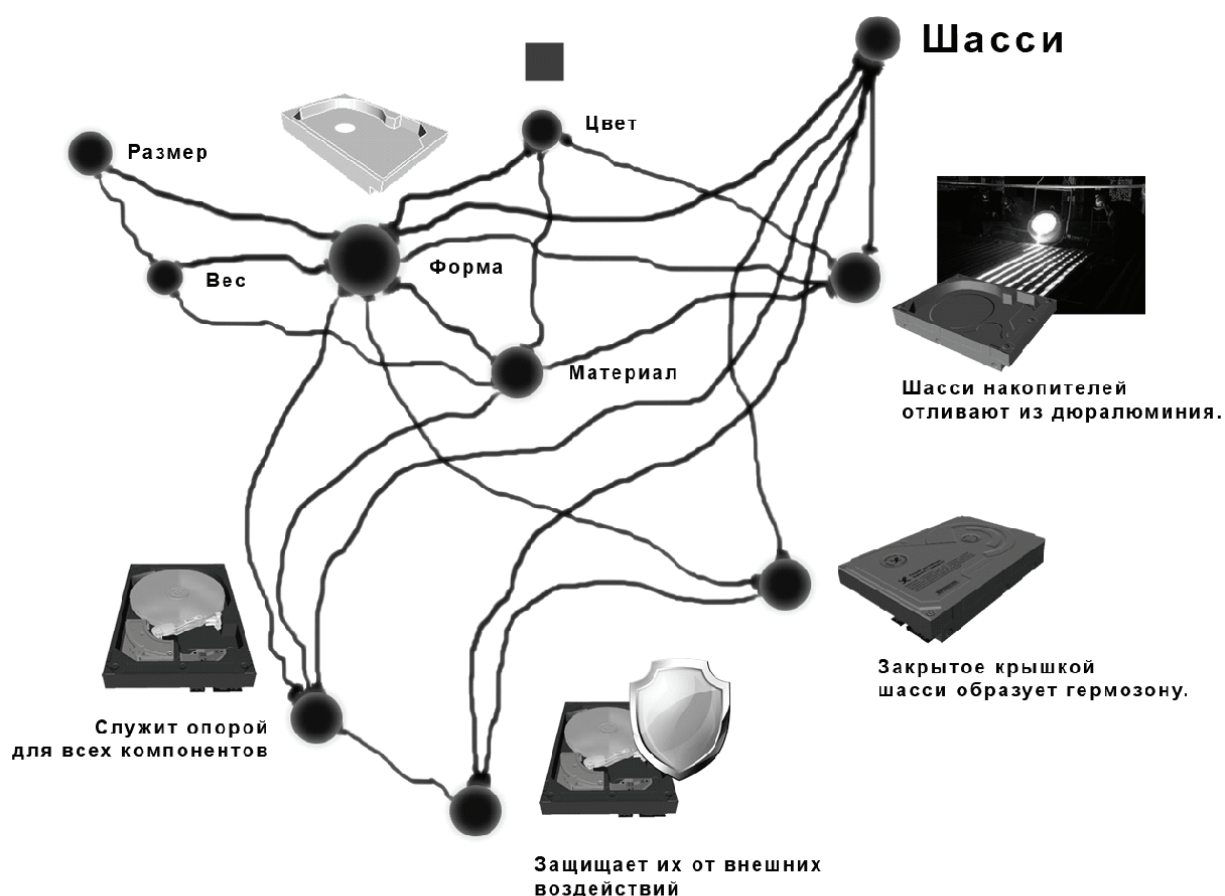 Шасси
Цвет
Размер
Форма
Вес
Материал
Шасси накопителей
отливают из дюралюминия.
Закрытое крышкой
шасси образует гермозону.
Служит опорой
для всех компонентов
Защищает их от внешних
воздействий